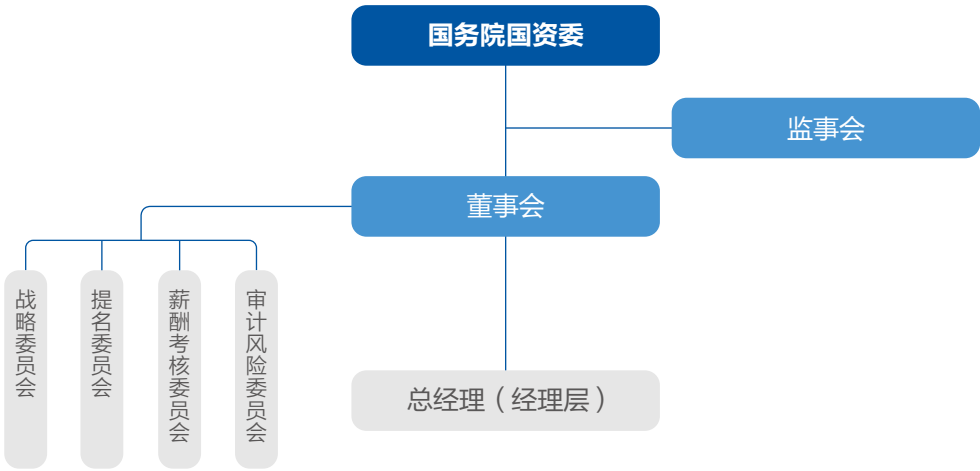 国务院国资委
监事会
董事会
战略委员会
提名委员会
薪酬考核委员会
审计风险委员会
总经理（经理层）